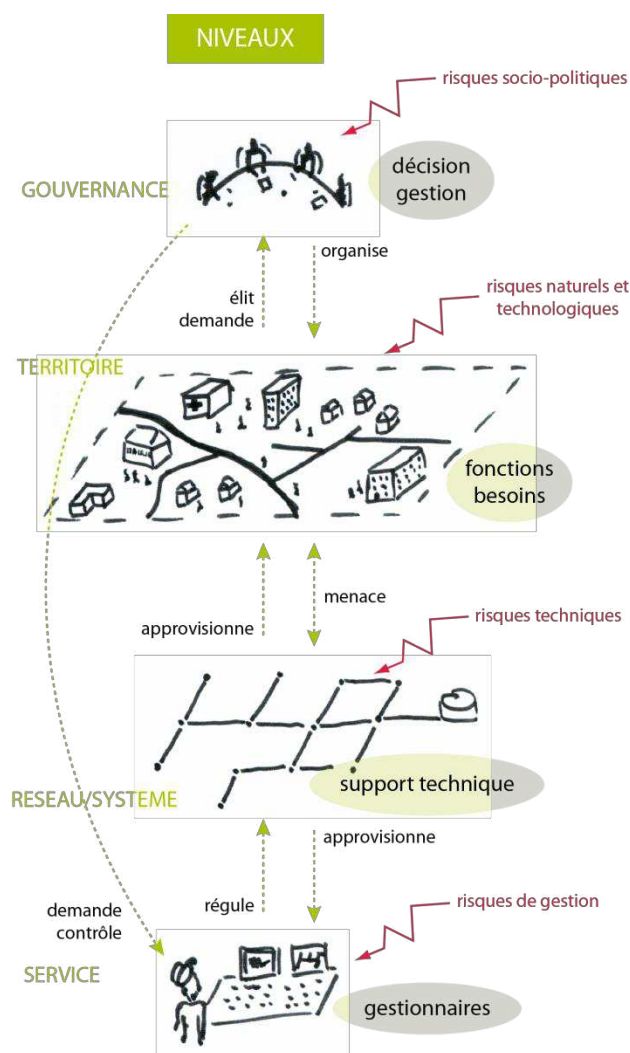 NIVEAUX
risques socio-politiques
décision
gestion
GOUVERNANCE
organise
élit
demande
risques naturels et
technologiques
TERRITOIRE
fonctions
besoins
menace
approvisionne
risques techniques
support technique
RESEAU/SYSTEME
approvisionne
régule
demande
contrôle
risques de gestion
SERVICE
gestionnaires